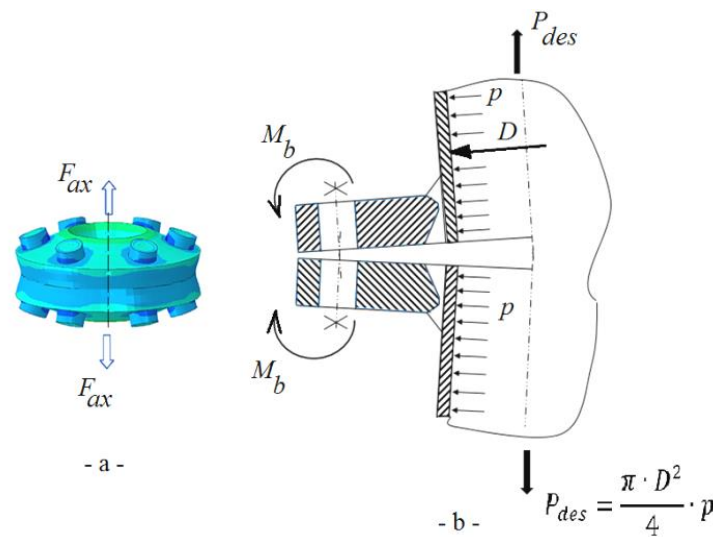 P_des
p
D
M_b
F_ax
p
M_b
F_ax
- a -
- b -
P_des = π · D² / 4 · p